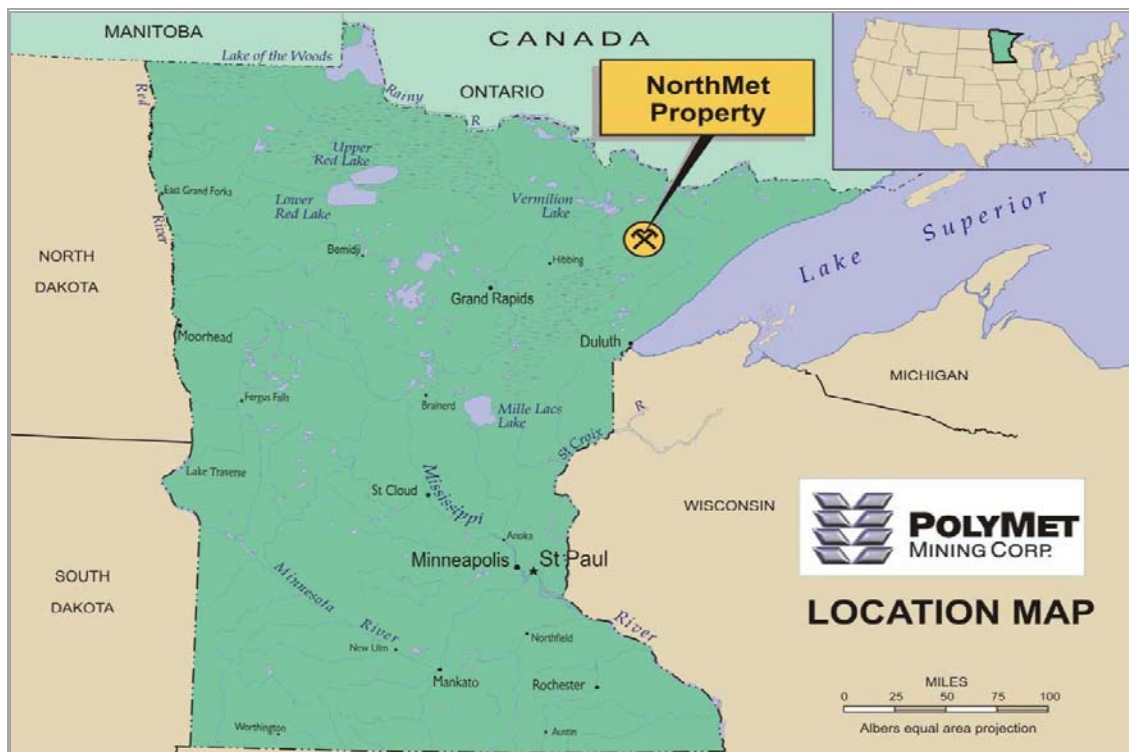 MANITOBA
CANADA
Lake of the Woods
Red
River
Rainy
R
ONTARIO
NorthMet
Property
Upper
Red Lake
Lower
Red Lake
Vermilion
Lake
East Grand Forks
Bemidji
Hibbing
Grand Rapids
NORTH
DAKOTA
Lake Superior
Moorhead
Duluth
MICHIGAN
Fergus Falls
Brainerd
Mille Lacs
Lake
St Croix
R
Lake Traverse
St Cloud
Mississippi
River
WISCONSIN
POLYMET
MINING CORP.
Anoka
Minneapolis
St Paul
SOUTH
DAKOTA
Minnesota
River
LOCATION MAP
Northfield
New Ulm
Mankato
Rochester
MILES
0 25 50 75 100
Albers equal area projection
Worthington
Austin